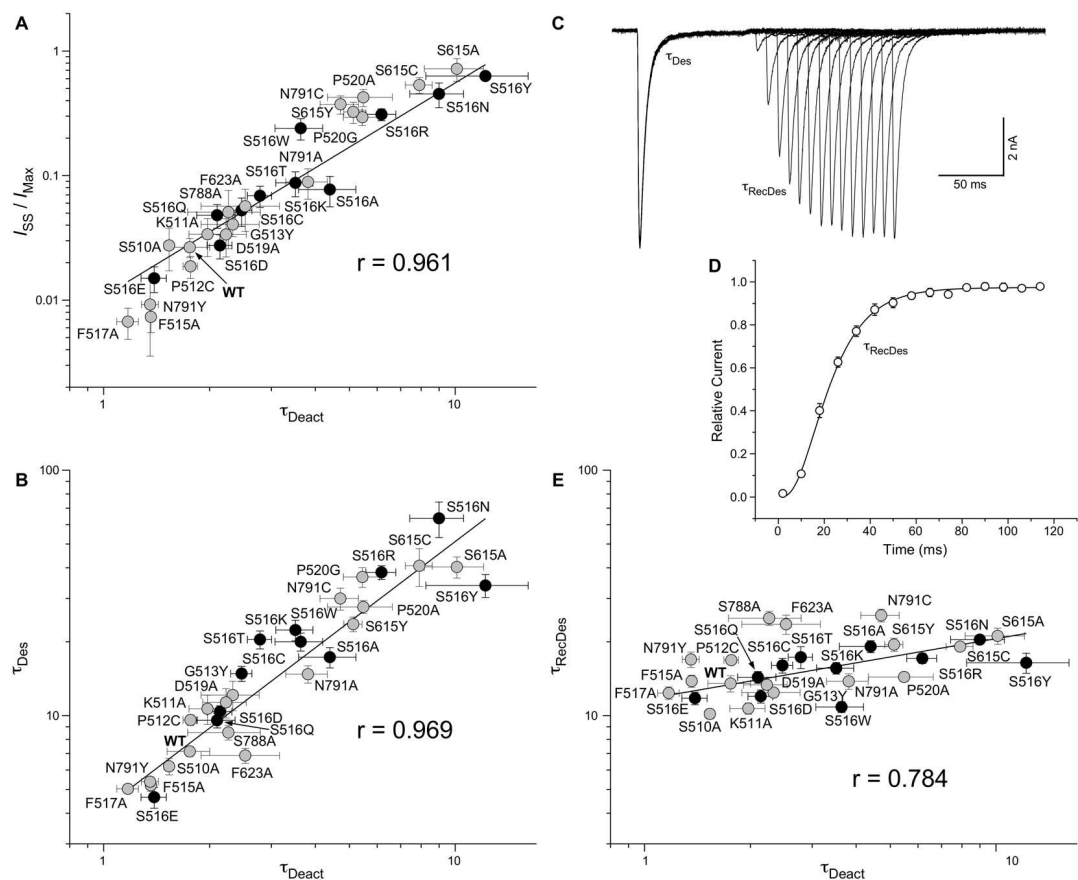 A
1
0.1
0.01
I_SS / I_Max
S615A
S615C
P520A
N791C
S615Y
S516Y
S516N
S516R
P520G
S516W
N791A
S516T
F623A
S788A
S516A
S516K
S516Q
K511A
S516C
G513Y
S510A
D519A
S516D
WT
S516E
P512C
N791Y
F515A
F517A
r = 0.961
1
10
τDeact
B
100
10
τDes
S516N
S615C
S516R
S615A
P520G
N791C
S516Y
S516W
P520A
S516K
S615Y
S516T
S516A
S516C
G513Y
N791A
D519A
K511A
S516D
P512C
S516Q
WT
S788A
S510A
F623A
N791Y
F515A
F517A
S516E
r = 0.969
1
10
τDeact
C
τDes
τRecDes
2 nA
50 ms
D
1.0
0.8
0.6
0.4
0.2
0.0
Relative Current
τRecDes
0 20 40 60 80 100 120
Time (ms)
E
100
10
τRecDes
S788A
F623A
N791C
S516Q
S516T
S516A
S516N
S615A
N791Y
P512C
S516C
S615Y
S516K
WT
S615C
F515A
D519A
S516R
S516Y
F517A
G513Y
N791A
P520A
S516E
S516D
S510A
K511A
S516W
r = 0.784
1
10
τDeact